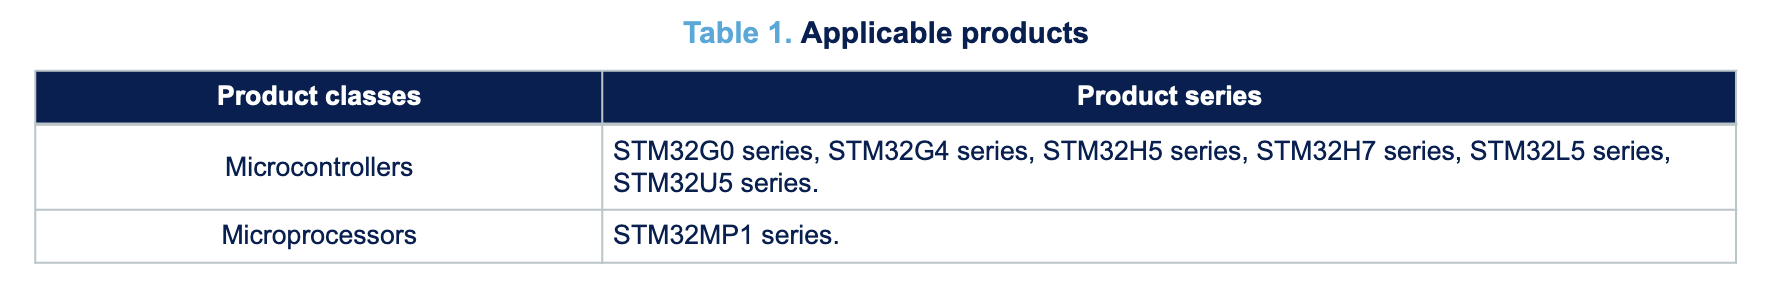 Table 1. Applicable products
Product classes Product series
Microcontrollers STM32G0 series, STM32G4 series, STM32H5 series, STM32H7 series, STM32L5 series,
STM32U5 series.
Microprocessors STM32MP1 series.